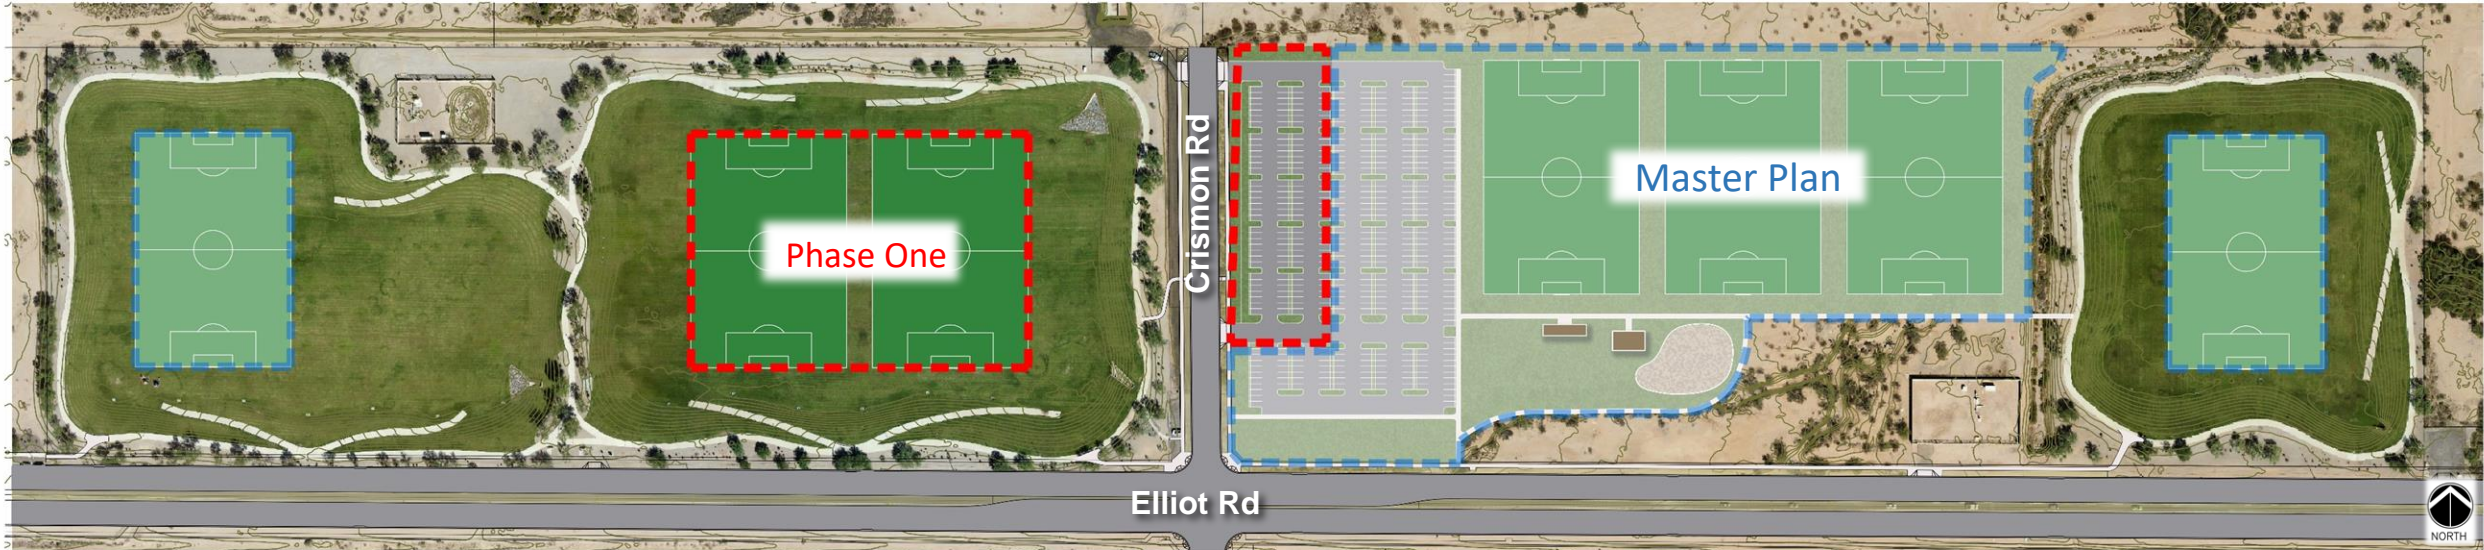 Master Plan
Phase One
Crismon Rd
Elliot Rd
NORTH